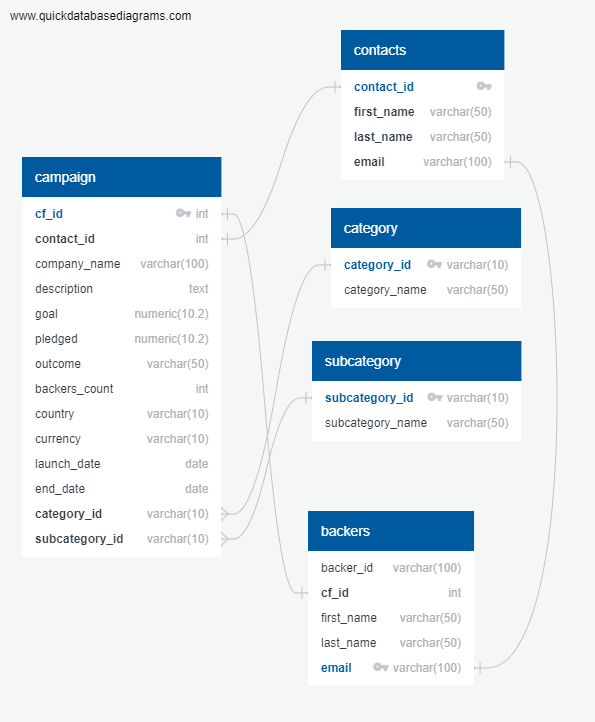 www.quickdatabasediagrams.com
contacts
contact_id
first_name varchar(50)
last_name varchar(50)
email varchar(100)
campaign
cf_id int
contact_id int
company_name varchar(100)
description text
goal numeric(10.2)
pledged numeric(10.2)
outcome varchar(50)
backers_count int
country varchar(10)
currency varchar(10)
launch_date date
end_date date
category_id varchar(10)
subcategory_id varchar(10)
category
category_id varchar(10)
category_name varchar(50)
subcategory
subcategory_id varchar(10)
subcategory_name varchar(50)
backers
backer_id varchar(100)
cf_id int
first_name varchar(50)
last_name varchar(50)
email varchar(100)